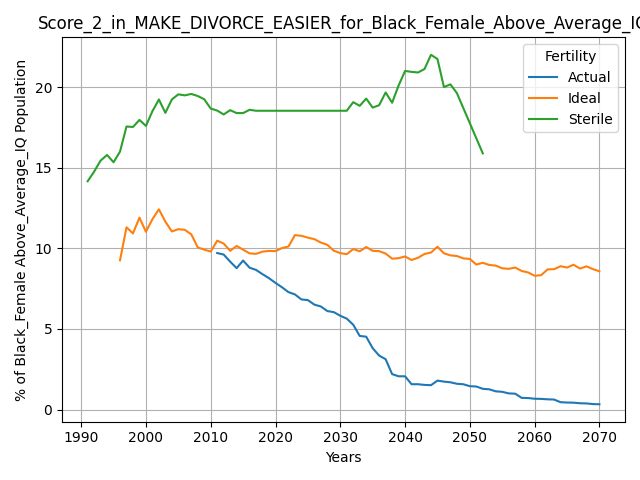 Score_2_in_MAKE_DIVORCE_EASIER_for_Black_Female_Above_Average_IQ
Fertility
Actual
Ideal
Sterile
% of Black_Female Above_Average_IQ Population
20
15
10
5
0
1990 2000 2010 2020 2030 2040 2050 2060 2070
Years